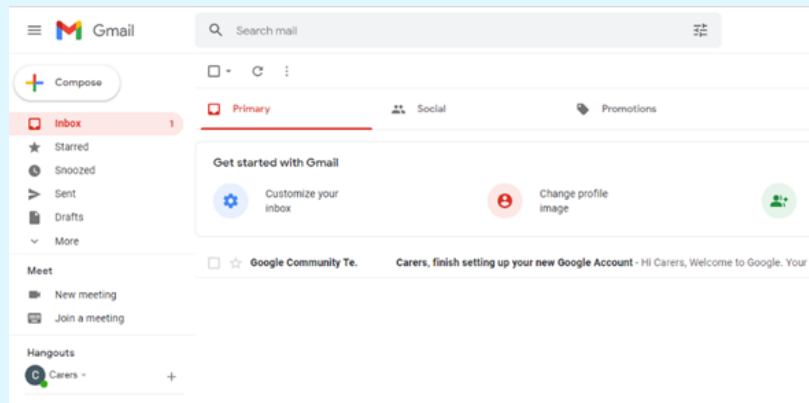 Gmail
Search mail
Compose
Primary
Social
Promotions
Inbox 1
Starred
Snoozed
Sent
Drafts
More
Get started with Gmail
Customize your
inbox
Change profile
image
Google Community Te. Carers, finish setting up your new Google Account - Hi Carers, Welcome to Google. Your
Meet
New meeting
Join a meeting
Hangouts
C Carers